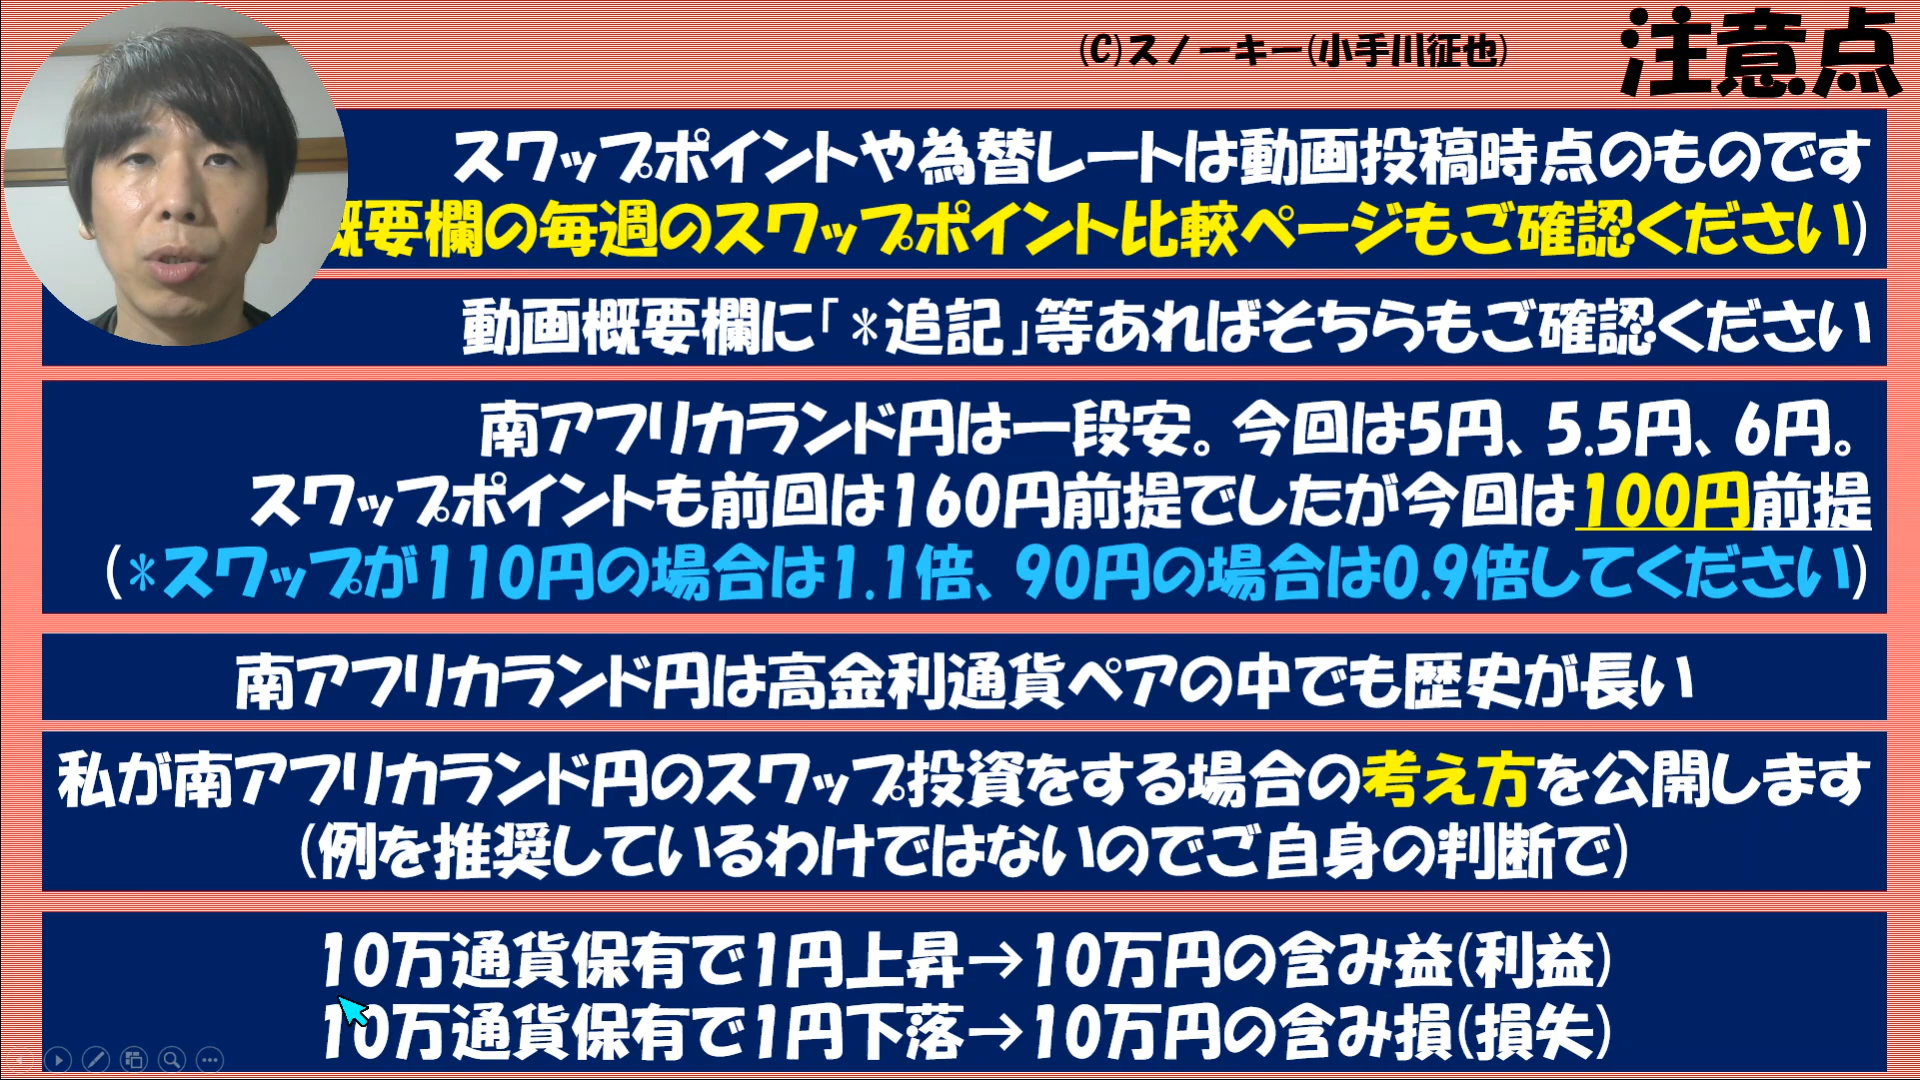 (C)スノーキー(小手川征也)
注意点
スワップポイントや為替レートは動画投稿時点のものです
概要欄の毎週のスワップポイント比較ページもご確認ください)
動画概要欄に「*追記」等あればそちらもご確認ください
南アフリカランド円は一段安。今回は5円、5.5円、6円。
スワップポイントも前回は160円前提でしたが今回は100円前提
(*スワップが110円の場合は1.1倍、90円の場合は0.9倍してください)
南アフリカランド円は高金利通貨ペアの中でも歴史が長い
私が南アフリカランド円のスワップ投資をする場合の考え方を公開します
(例を推奨しているわけではないのでご自身の判断で)
10万通貨保有で1円上昇→10万円の含み益(利益)
10万通貨保有で1円下落→10万円の含み損(損失)